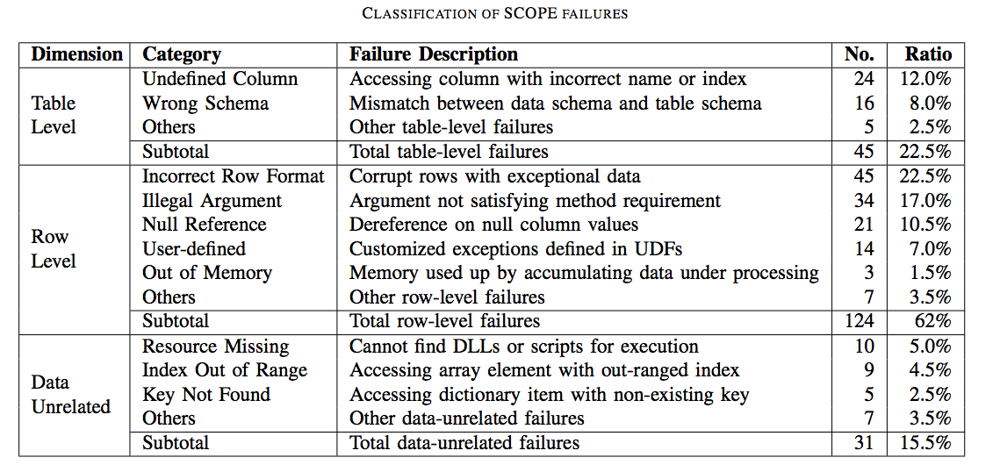 CLASSIFICATION OF SCOPE FAILURES
Dimension Category Failure Description No. Ratio
Table Level Undefined Column Accessing column with incorrect name or index 24 12.0%
Wrong Schema Mismatch between data schema and table schema 16 8.0%
Others Other table-level failures 5 2.5%
Subtotal Total table-level failures 45 22.5%
Row Level Incorrect Row Format Corrupt rows with exceptional data 45 22.5%
Illegal Argument Argument not satisfying method requirement 34 17.0%
Null Reference Dereference on null column values 21 10.5%
User-defined Customized exceptions defined in UDFs 14 7.0%
Out of Memory Memory used up by accumulating data under processing 3 1.5%
Others Other row-level failures 7 3.5%
Subtotal Total row-level failures 124 62%
Data Unrelated Resource Missing Cannot find DLLs or scripts for execution 10 5.0%
Index Out of Range Accessing array element with out-ranged index 9 4.5%
Key Not Found Accessing dictionary item with non-existing key 5 2.5%
Others Other data-unrelated failures 7 3.5%
Subtotal Total data-unrelated failures 31 15.5%